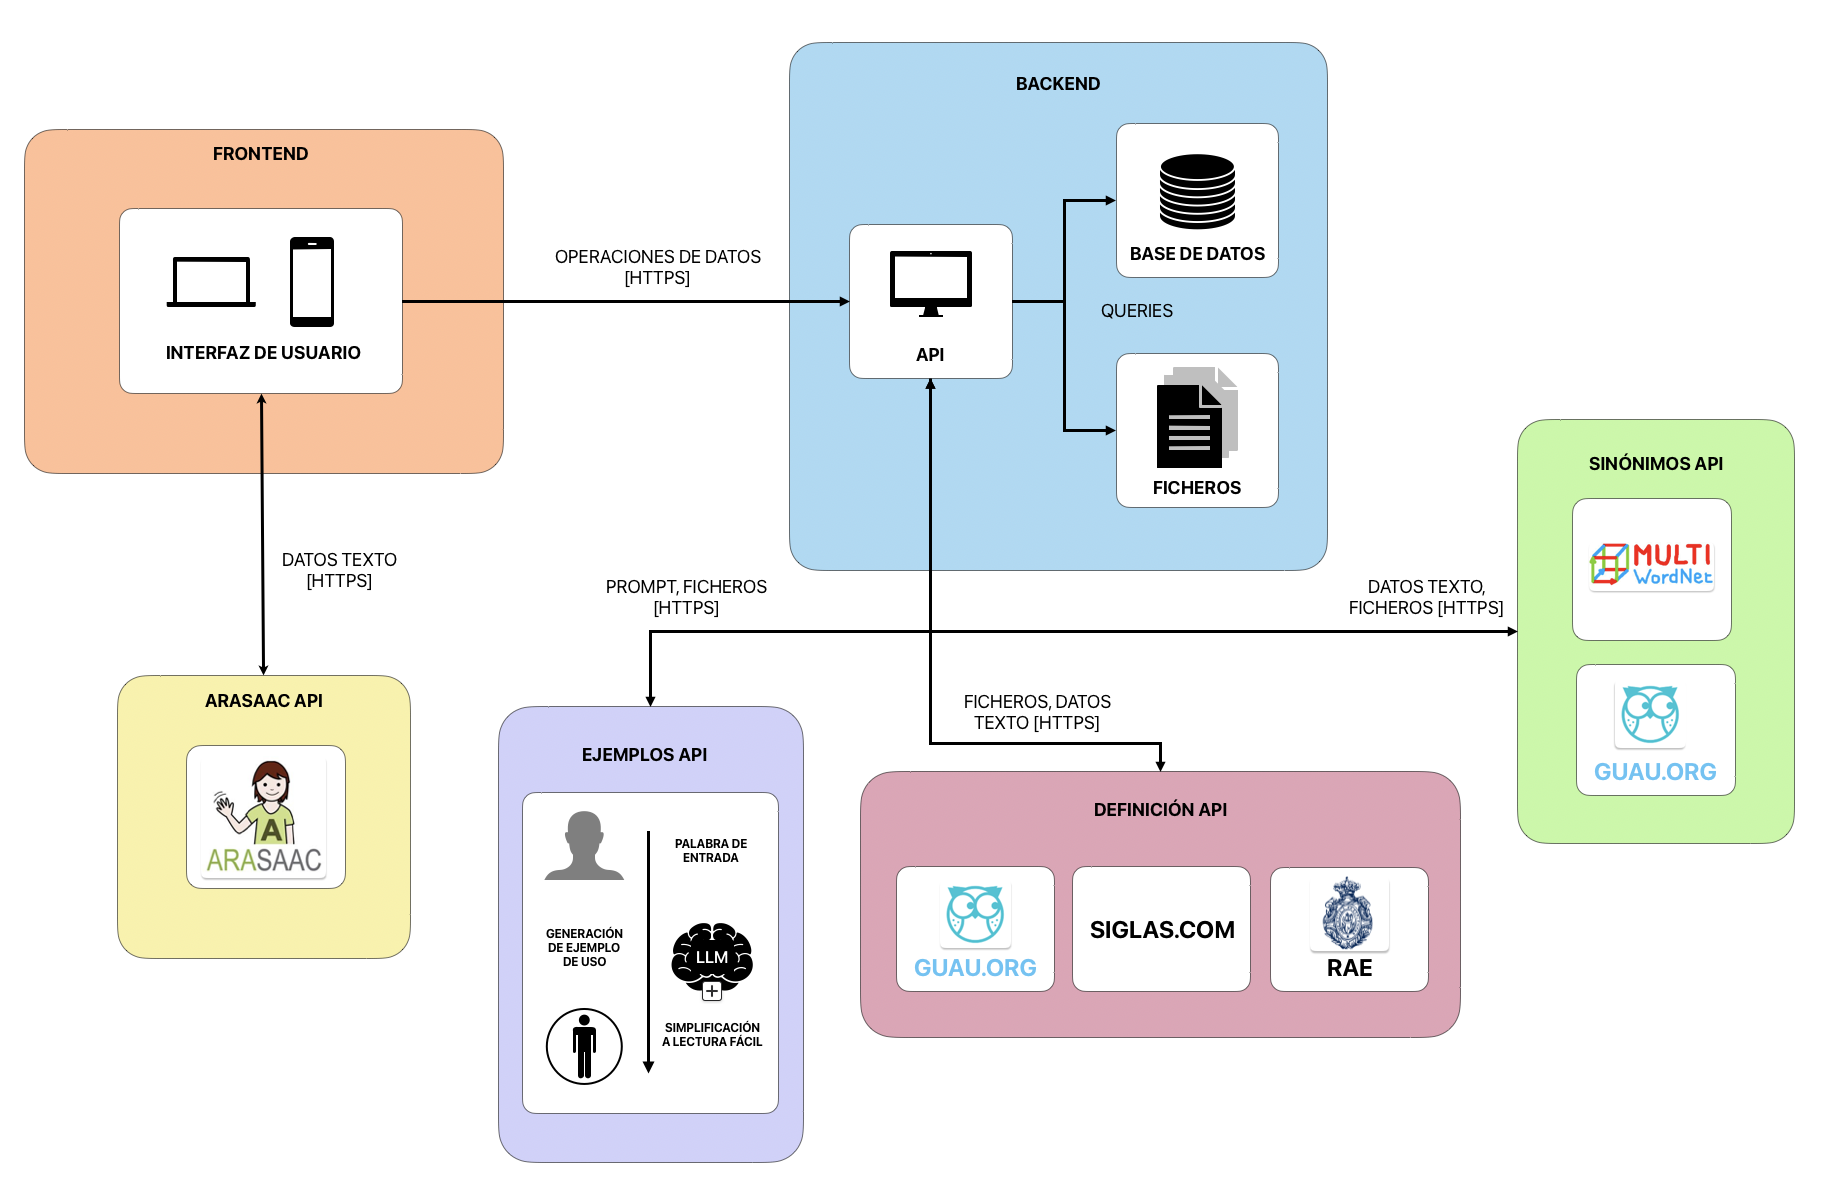 BACKEND
FRONTEND
INTERFAZ DE USUARIO
OPERACIONES DE DATOS
[HTTPS]
API
BASE DE DATOS
QUERIES
FICHEROS
DATOS TEXTO
[HTTPS]
PROMPT, FICHEROS
[HTTPS]
DATOS TEXTO,
FICHEROS [HTTPS]
SINÓNIMOS API
MULTI
WordNet
GUAU.ORG
ARASAAC API
A
ARASAAC
EJEMPLOS API
PALABRA DE
ENTRADA
GENERACIÓN
DE EJEMPLO
DE USO
LLM
SIMPLIFICACIÓN
A LECTURA FÁCIL
FICHEROS, DATOS
TEXTO [HTTPS]
DEFINICIÓN API
GUAU.ORG
SIGLAS.COM
RAE